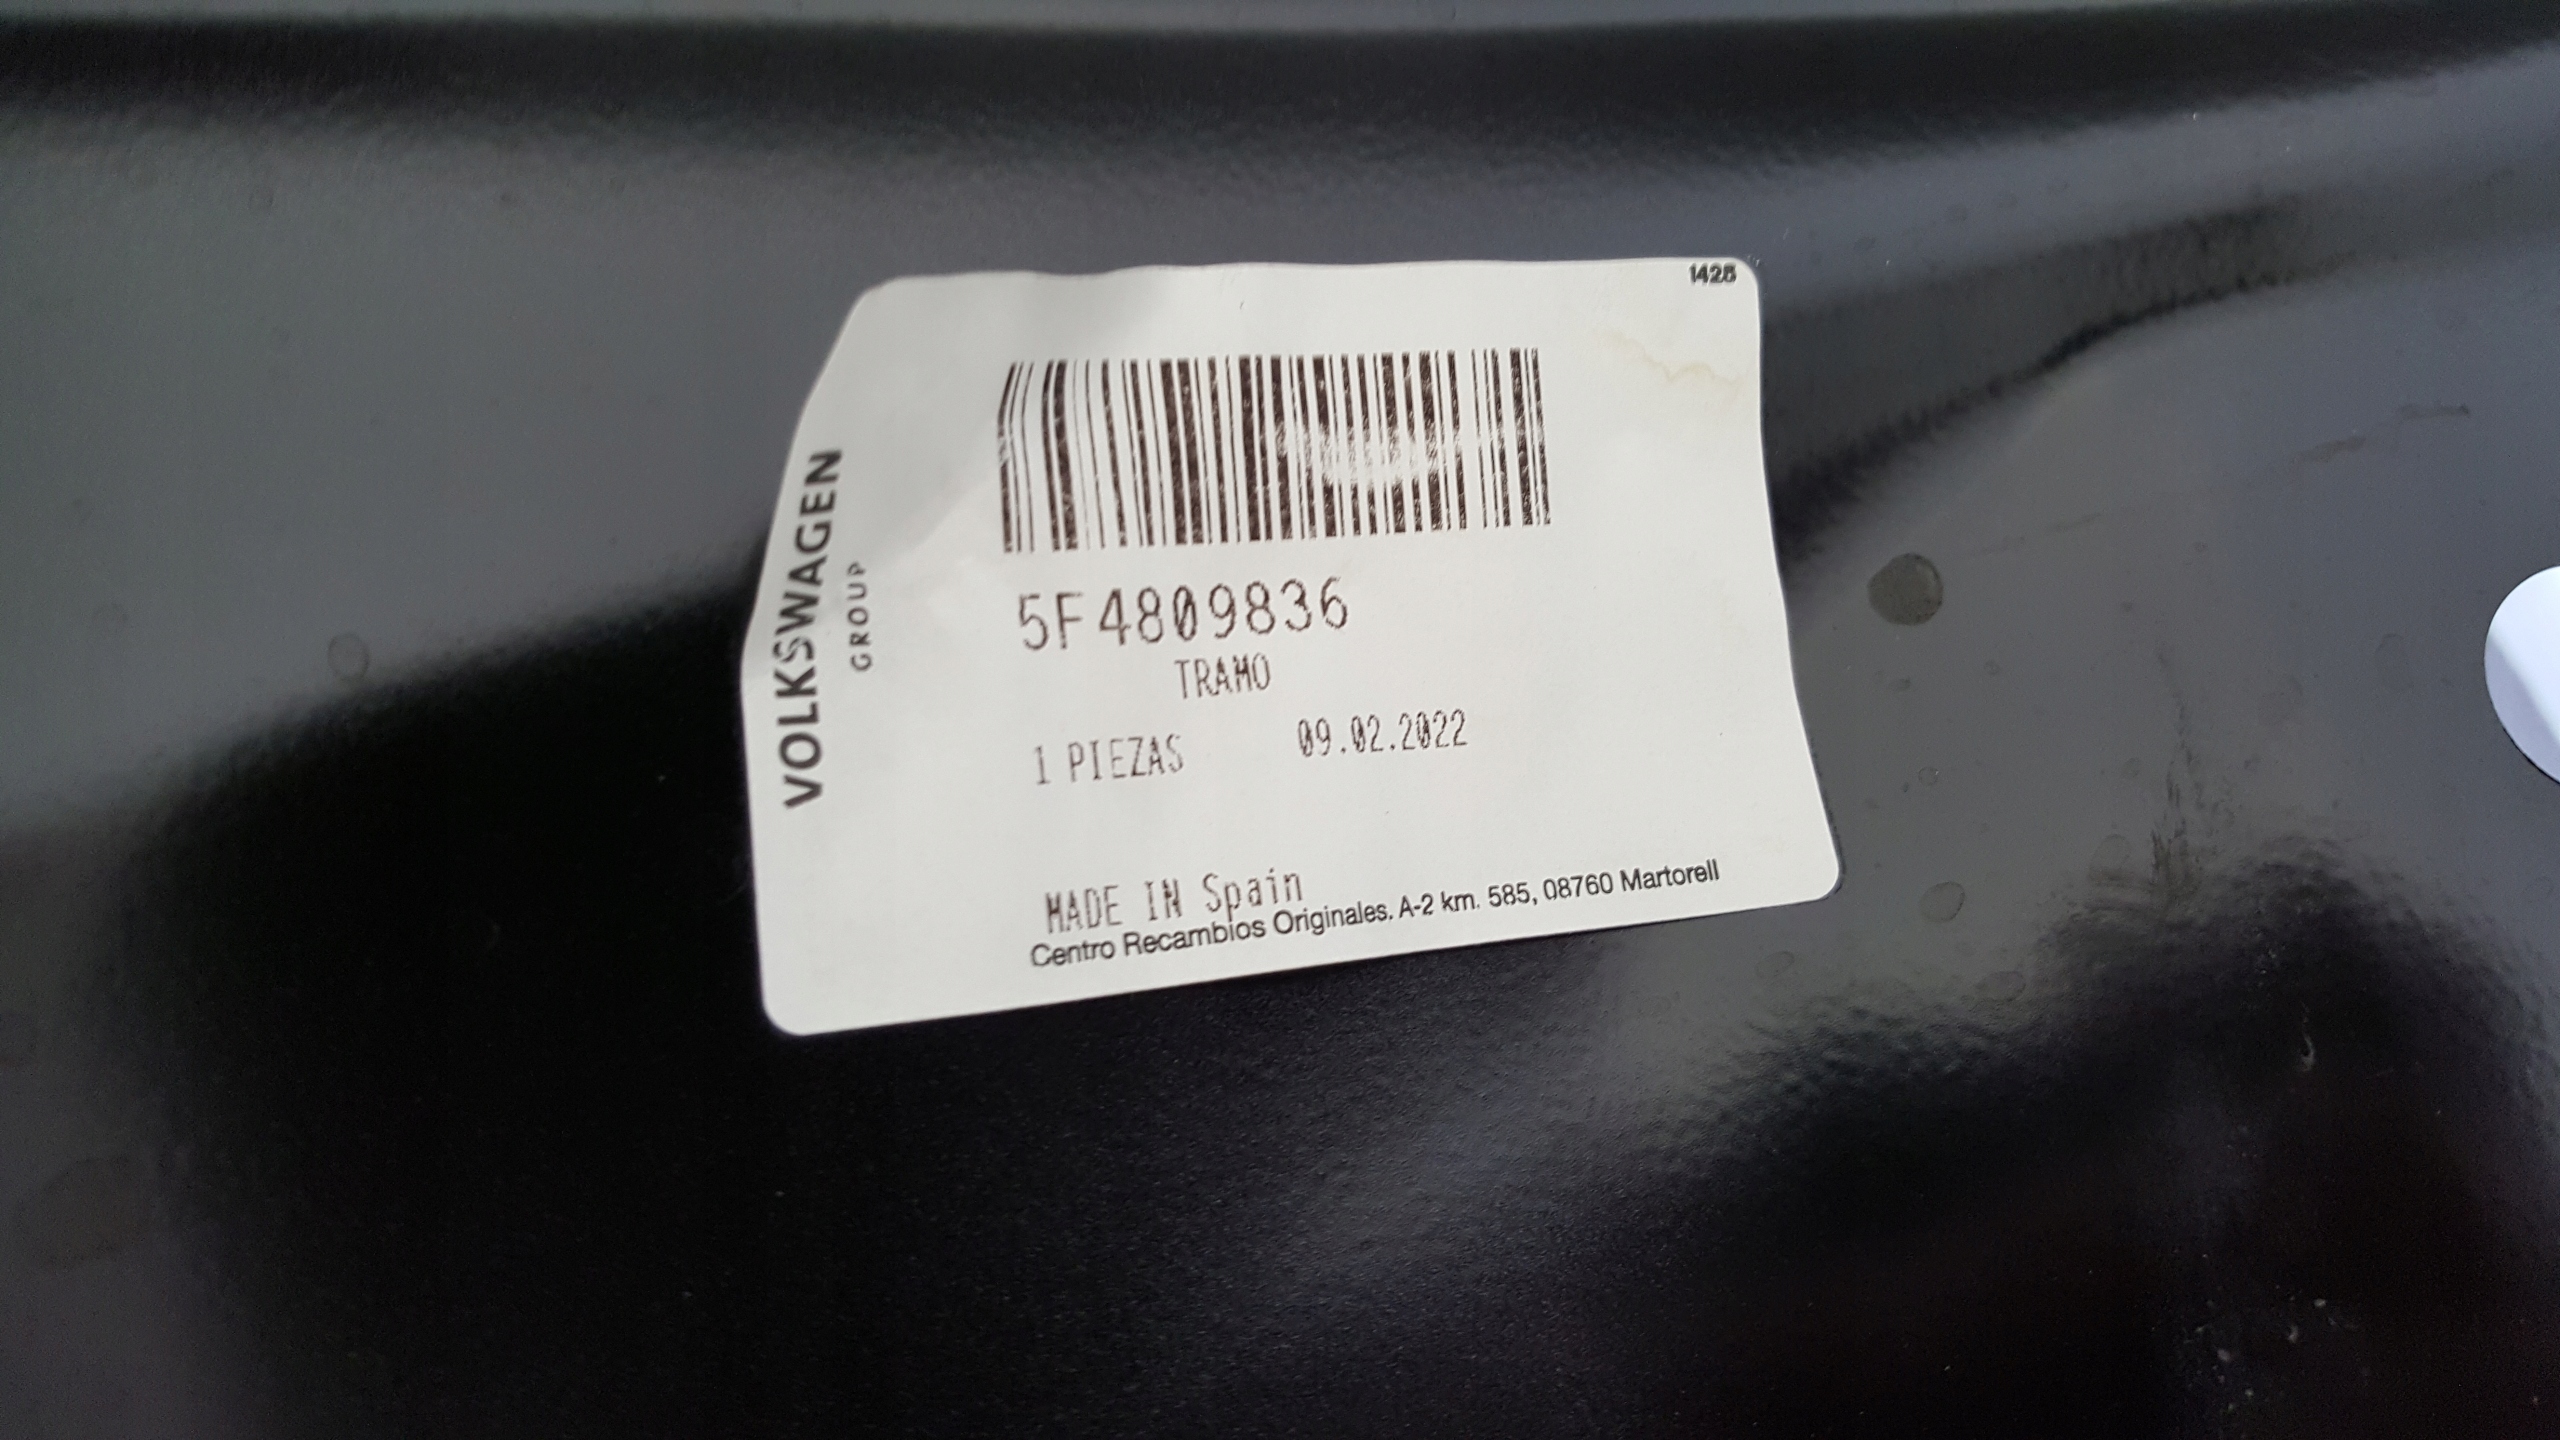 1425
VOLKSWAGEN
GROUP
5F4809836
TRAMO
1 PIEZAS 09.02.2022
MADE IN Spain
Centro Recambios Originales. A-2 km. 585, 08760 Martorell